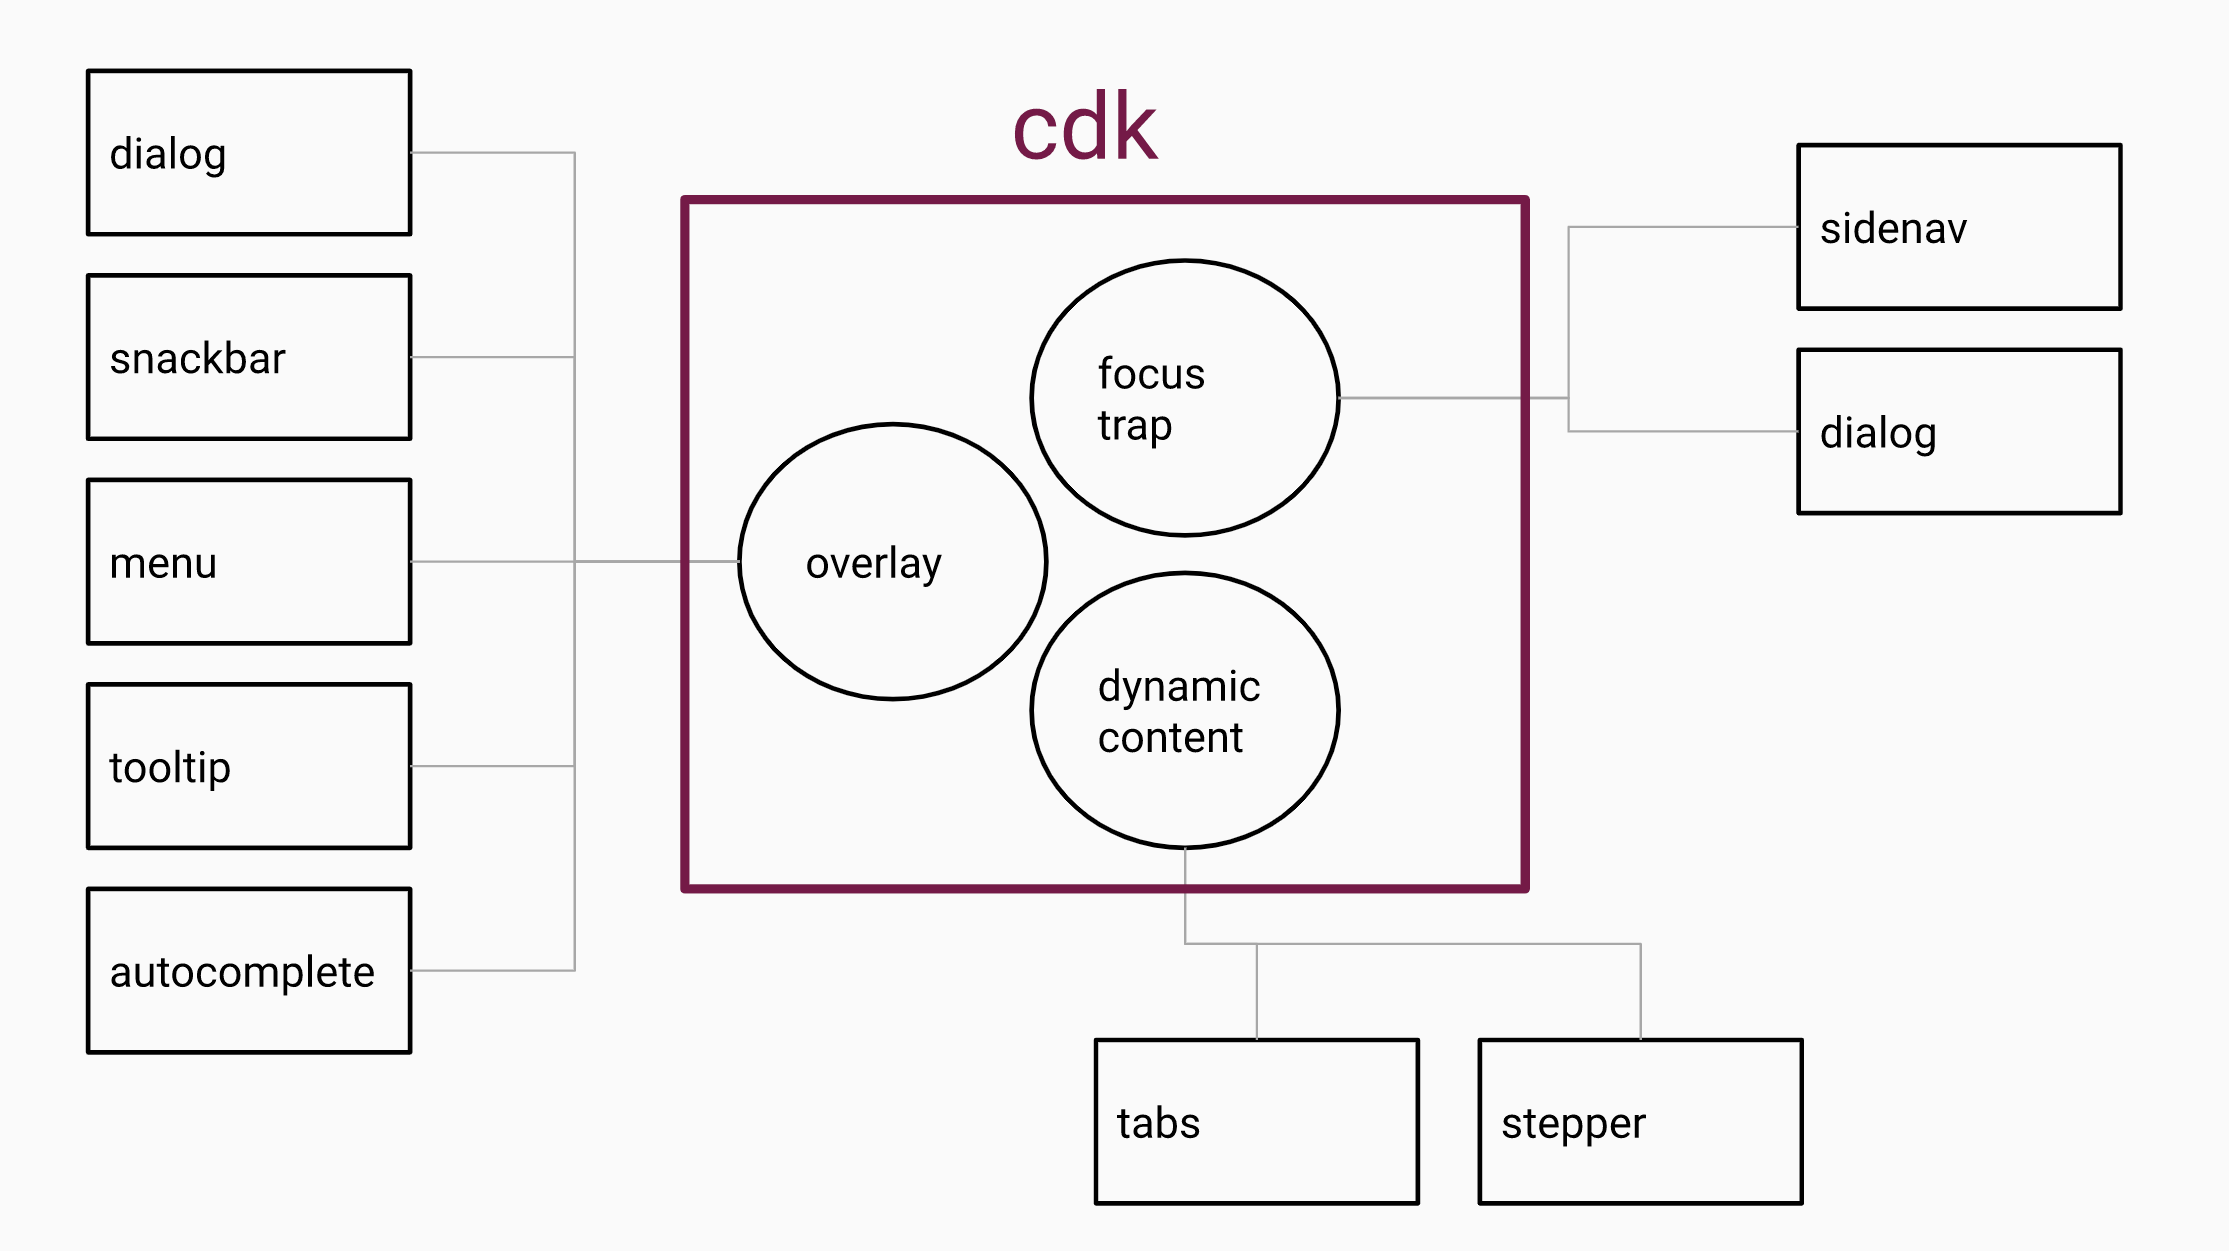 cdk
dialog
snackbar
menu
tooltip
autocomplete
overlay
focus
trap
dynamic
content
sidenav
dialog
tabs
stepper